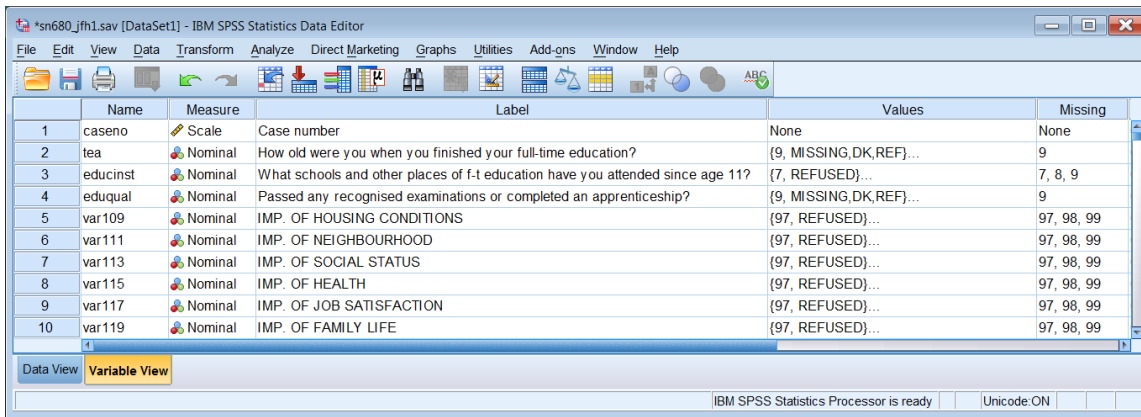 *sn680_jfh1.sav [DataSet1] - IBM SPSS Statistics Data Editor
File Edit View Data Transform Analyze Direct Marketing Graphs Utilities Add-ons Window Help
Name Measure Label Values Missing
1 caseno Scale Case number None None
2 tea Nominal How old were you when you finished your full-time education? {9, MISSING,DK,REF}... 9
3 educinst Nominal What schools and other places of f-t education have you attended since age 11? {7, REFUSED}... 7, 8, 9
4 eduqual Nominal Passed any recognised examinations or completed an apprenticeship? {9, MISSING,DK,REF}... 9
5 var109 Nominal IMP. OF HOUSING CONDITIONS {97, REFUSED}... 97, 98, 99
6 var111 Nominal IMP. OF NEIGHBOURHOOD {97, REFUSED}... 97, 98, 99
7 var113 Nominal IMP. OF SOCIAL STATUS {97, REFUSED}... 97, 98, 99
8 var115 Nominal IMP. OF HEALTH {97, REFUSED}... 97, 98, 99
9 var117 Nominal IMP. OF JOB SATISFACTION {97, REFUSED}... 97, 98, 99
10 var119 Nominal IMP. OF FAMILY LIFE {97, REFUSED}... 97, 98, 99
Data View Variable View
IBM SPSS Statistics Processor is ready Unicode:ON